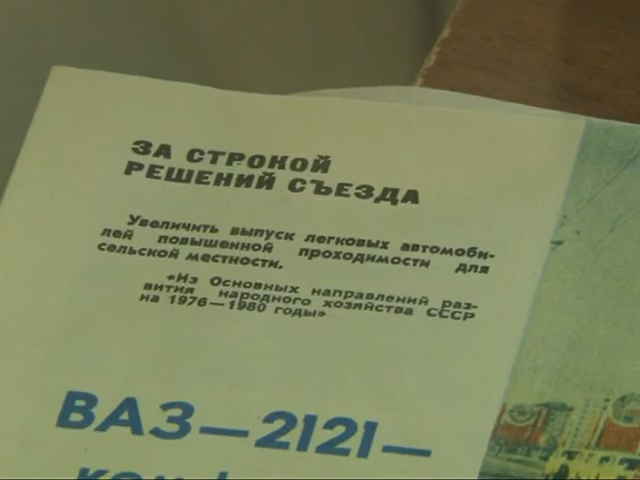 ЗА СТРОКОЙ
РЕШЕНИЙ СЪЕЗДА
Увеличить выпуск легковых автомоби-
лей повышенной проходимости для
сельской местности.
«Из Основных направлений раз-
вития народного хозяйства СССР
на 1976—1980 годы»
ВАЗ—2121—